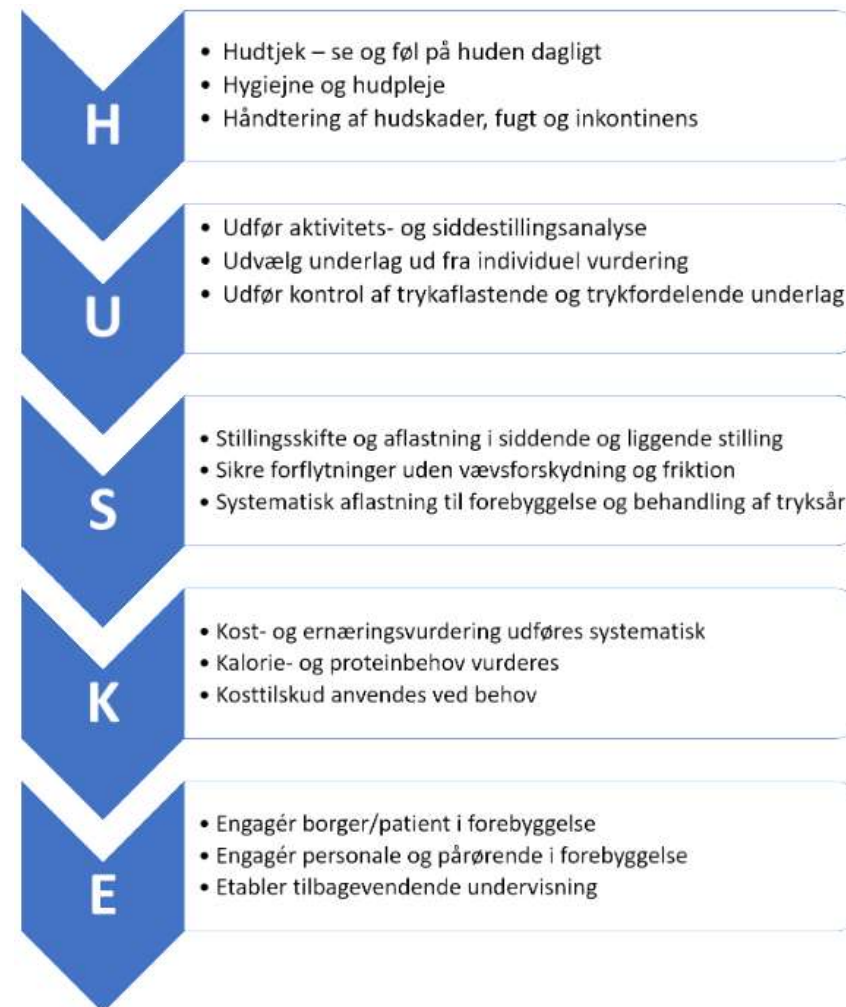 H
• Hudtjek – se og føl på huden dagligt
• Hygiejne og hudpleje
• Håndtering af hudskader, fugt og inkontinens
U
• Udfør aktivitets- og siddestillingsanalyse
• Udvælg underlag ud fra individuel vurdering
• Udfør kontrol af trykaflastende og trykfordelende underlag
S
• Stillingsskifte og aflastning i siddende og liggende stilling
• Sikre forflytninger uden vævsforskydning og friktion
• Systematisk aflastning til forebyggelse og behandling af tryksår
K
• Kost- og ernæringsvurdering udføres systematisk
• Kalorie- og proteinbehov vurderes
• Kosttilskud anvendes ved behov
E
• Engagér borger/patient i forebyggelse
• Engagér personale og pårørende i forebyggelse
• Etabler tilbagevendende undervisning